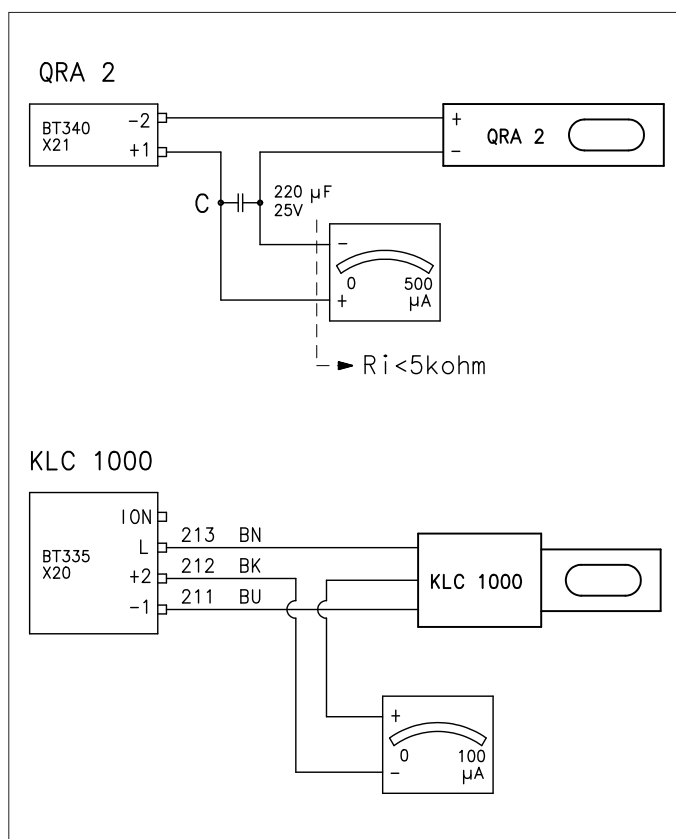 QRA 2
BT340
X21
-2
+1
+
-
QRA 2
C
220 µF
25V
-
0 500
µA
+
Ri<5kohm
KLC 1000
BT335
X20
ION
L
+2
-1
213 BN
212 BK
211 BU
KLC 1000
+
0 100
µA
-